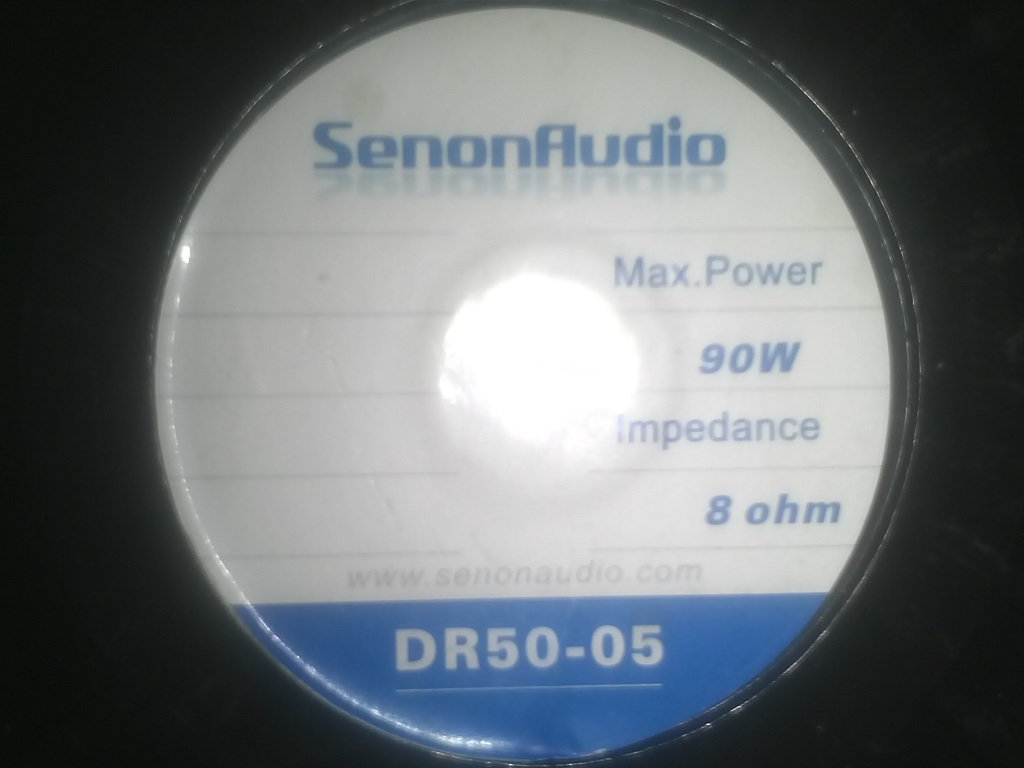 SenonAudio
Max.Power
90W
Impedance
8 ohm
www.senonaudio.com
DR50-05